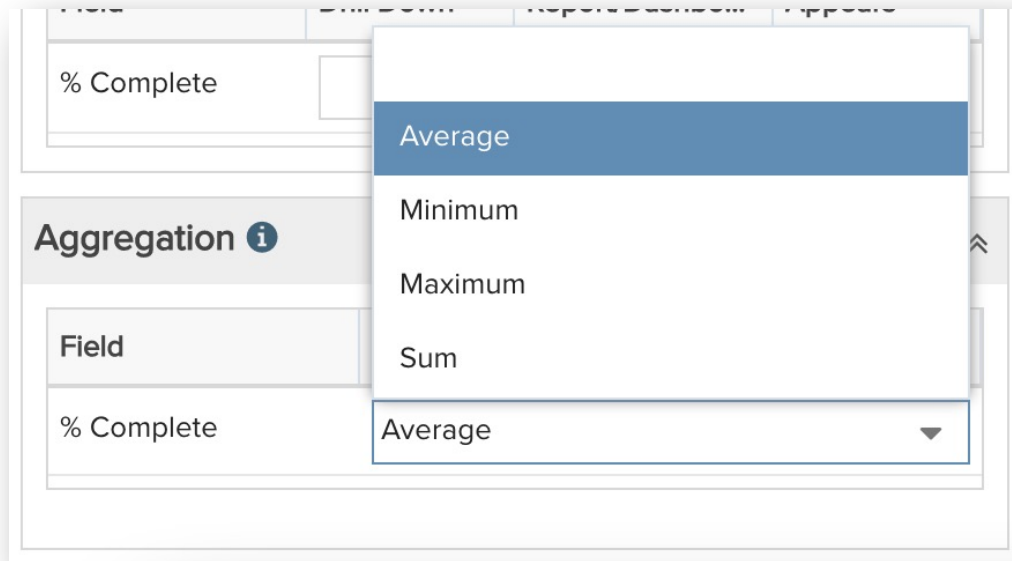 % Complete
Average
Minimum
Maximum
Sum
Aggregation
Field
% Complete
Average